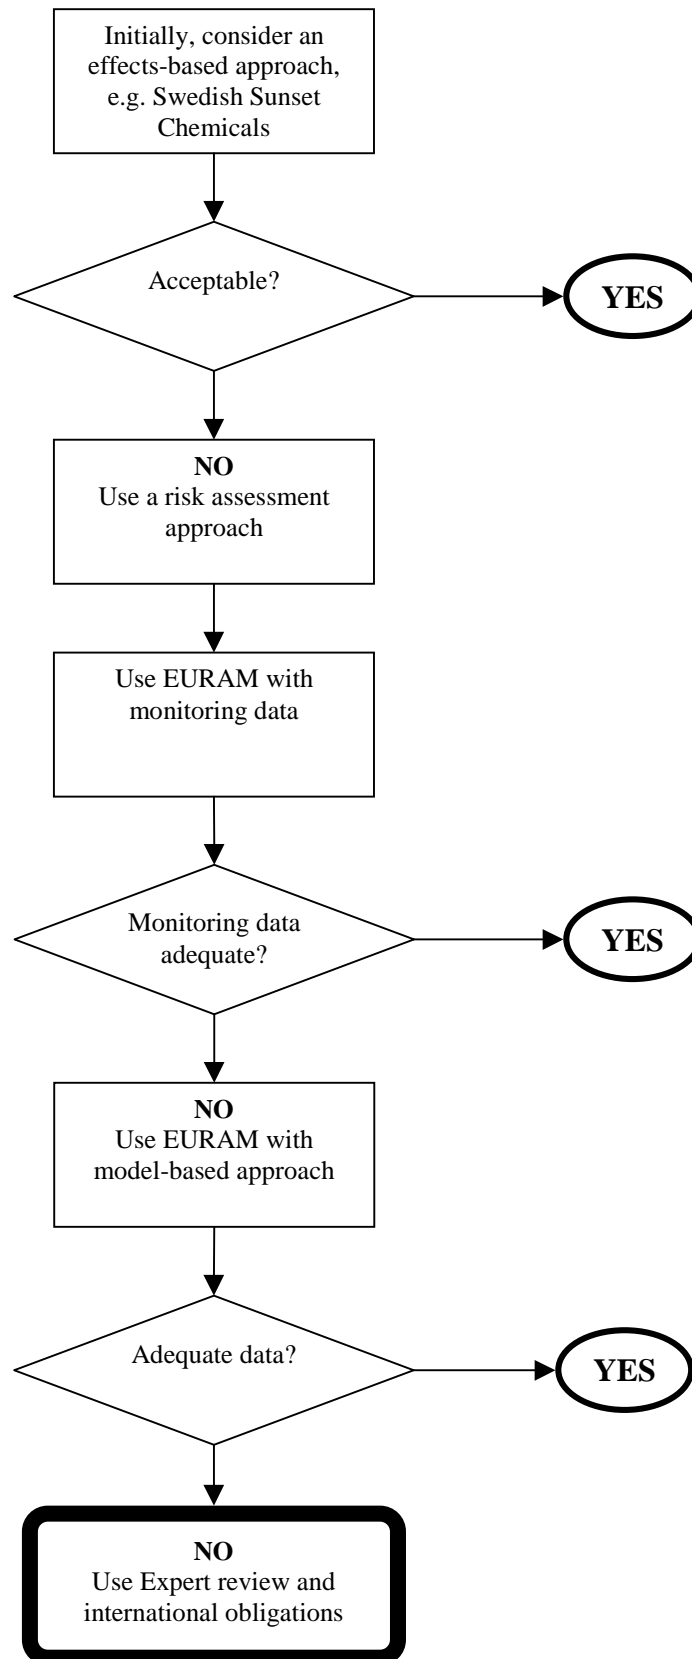 Initially, consider an
effects-based approach,
e.g. Swedish Sunset
Chemicals
Acceptable?
YES
NO
Use a risk assessment
approach
Use EURAM with
monitoring data
Monitoring data
adequate?
YES
NO
Use EURAM with
model-based approach
Adequate data?
YES
NO
Use Expert review and
international obligations